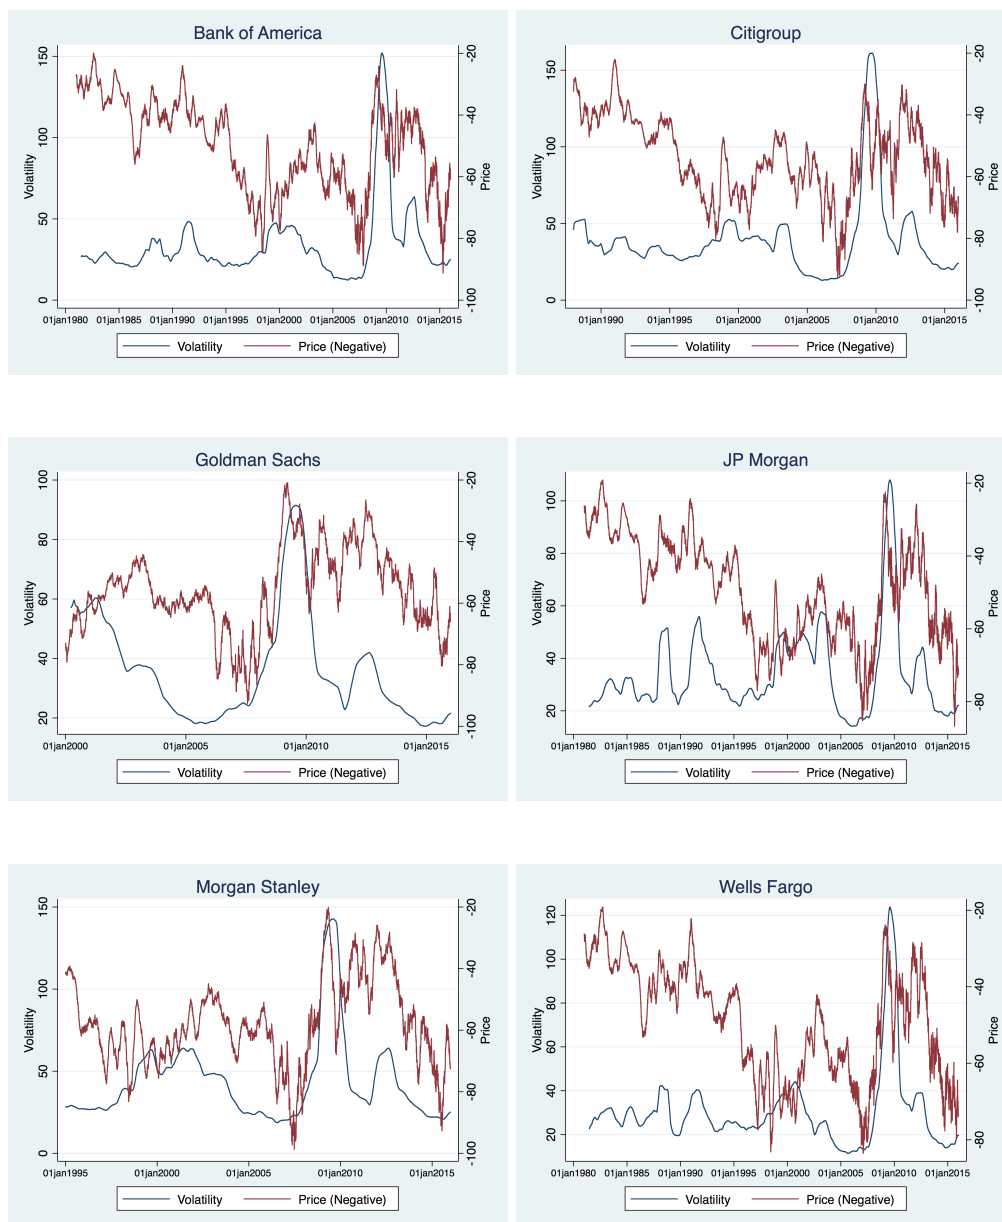 Bank of America
Volatility
150
100
50
0
-20
-40
-60
-80
-100
Price
01jan1980 01jan1985 01jan1990 01jan1995 01jan2000 01jan2005 01jan2010 01jan2015
Volatility Price (Negative)
Citigroup
Volatility
150
100
50
0
-20
-40
-60
-80
-100
Price
01jan1990 01jan1995 01jan2000 01jan2005 01jan2010 01jan2015
Volatility Price (Negative)
Goldman Sachs
Volatility
100
80
60
40
20
-20
-40
-60
-80
-100
Price
01jan2000 01jan2005 01jan2010 01jan2015
Volatility Price (Negative)
JP Morgan
Volatility
100
80
60
40
20
-20
-40
-60
-80
Price
01jan1980 01jan1985 01jan1990 01jan1995 01jan2000 01jan2005 01jan2010 01jan2015
Volatility Price (Negative)
Morgan Stanley
Volatility
150
100
50
0
-20
-40
-60
-80
-100
Price
01jan1995 01jan2000 01jan2005 01jan2010 01jan2015
Volatility Price (Negative)
Wells Fargo
Volatility
120
100
80
60
40
20
-20
-40
-60
-80
Price
01jan1980 01jan1985 01jan1990 01jan1995 01jan2000 01jan2005 01jan2010 01jan2015
Volatility Price (Negative)